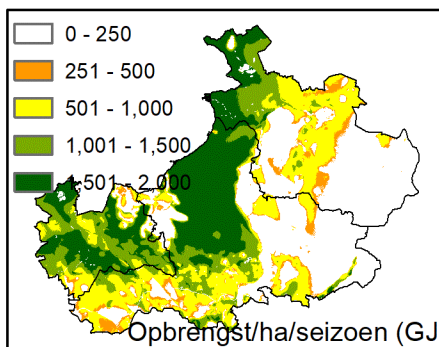 0 - 250
251 - 500
501 - 1,000
1,001 - 1,500
1,501 - 2,000
Opbrengst/ha/seizoen (GJ